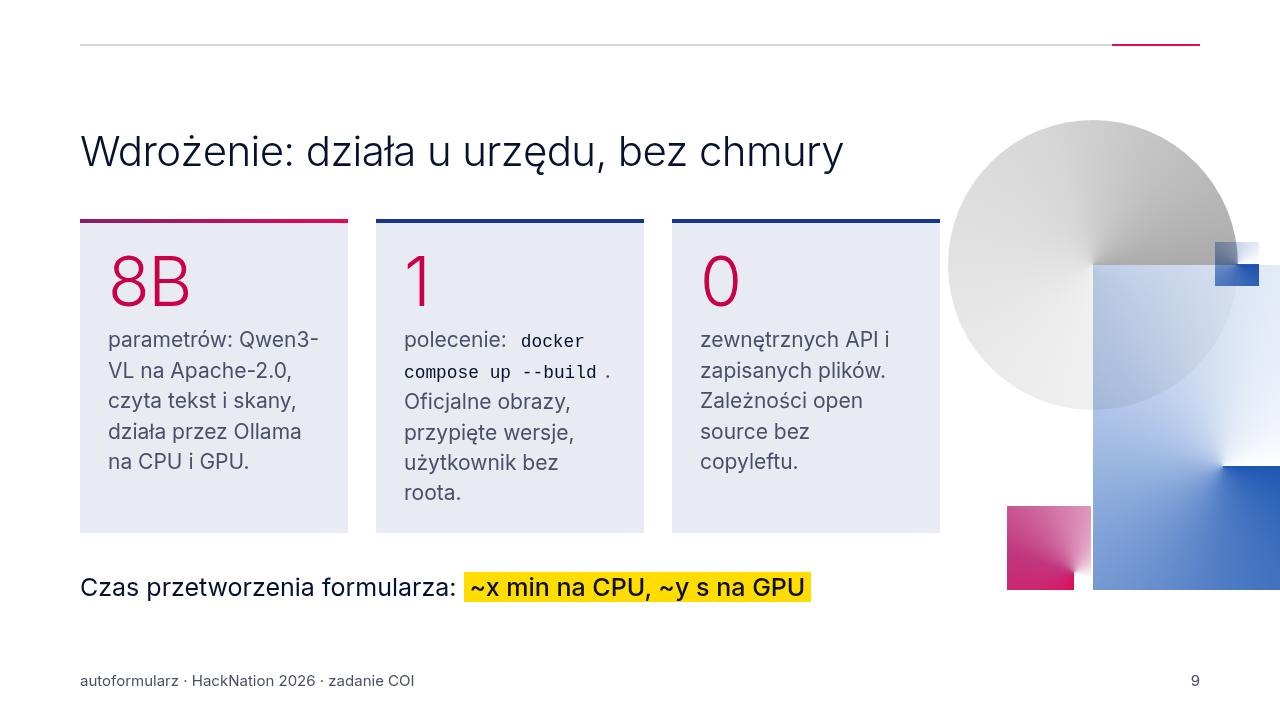 Wdrożenie: działa u urzędu, bez chmury
8B
parametrów: Qwen3-
VL na Apache-2.0,
czyta tekst i skany,
działa przez Ollama
na CPU i GPU.
1
polecenie: docker
compose up --build .
Oficjalne obrazy,
przypięte wersje,
użytkownik bez
roota.
0
zewnętrznych API i
zapisanych plików.
Zależności open
source bez
copyleftu.
Czas przetworzenia formularza: ~x min na CPU, ~y s na GPU
autoformularz · HackNation 2026 · zadanie COI
9